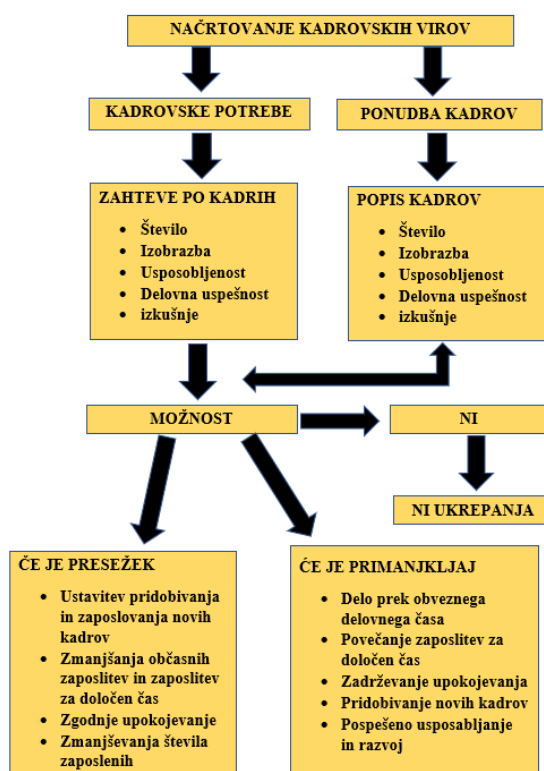 NAČRTOVANJE KADROVSKIH VIROV
KADROVSKE POTREBE
PONUDBA KADROV
ZAHTEVE PO KADRIH
• Število
• Izobrazba
• Usposobljenost
• Delovna uspešnost
• izkušnje
POPIS KADROV
• Število
• Izobrazba
• Usposobljenost
• Delovna uspešnost
• izkušnje
MOŽNOST
NI
NI UKREPANJA
ČE JE PRESEŽEK
• Ustavitev pridobivanja
in zaposlovanja novih
kadrov
• Zmanjšanja občasnih
zaposlitev in zaposlitev
za določen čas
• Zgodnje upokojevanje
• Zmanjševanja števila
zaposlenih
ĆE JE PRIMANJKLJAJ
• Delo prek obveznega
delovnega časa
• Povečanje zaposlitev za
določen čas
• Zadrževanje upokojevanja
• Pridobivanje novih kadrov
• Pospešeno usposabljanje
in razvoj